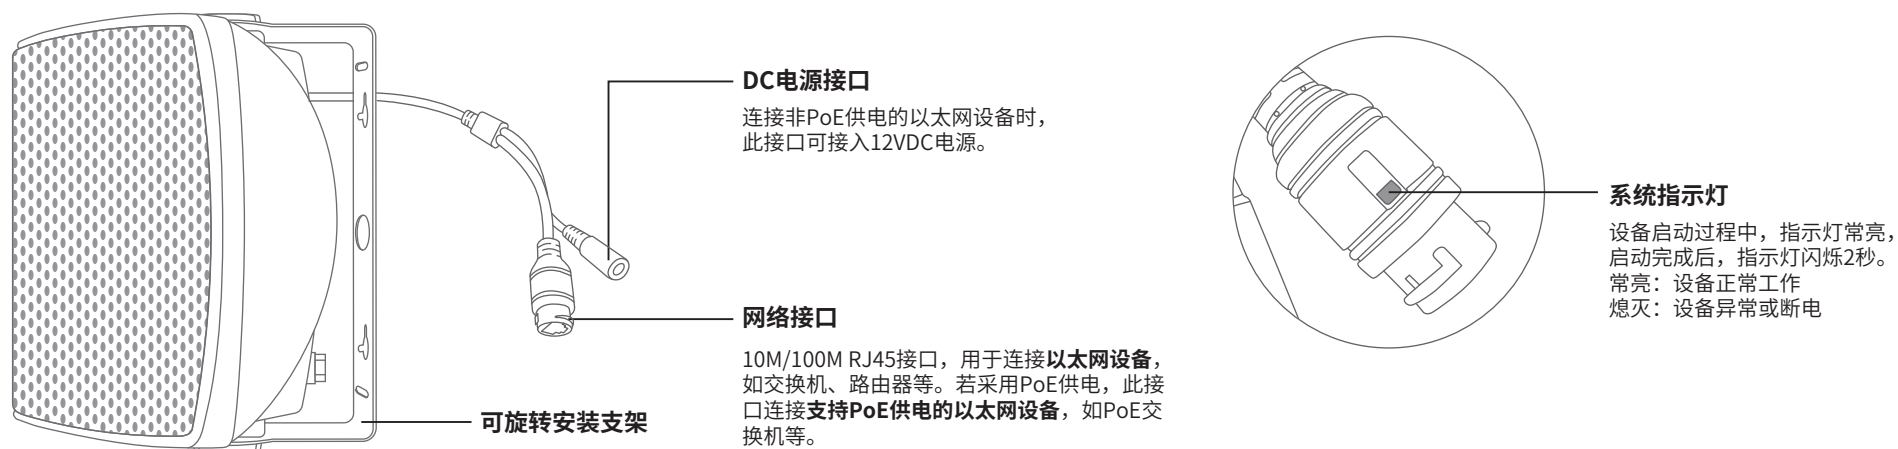 DC电源接口
连接非PoE供电的以太网设备时，
此接口可接入12VDC电源。
网络接口
10M/100M RJ45接口，用于连接以太网设备，
如交换机、路由器等。若采用PoE供电，此接
口连接支持PoE供电的以太网设备，如PoE交
换机等。
可旋转安装支架
系统指示灯
设备启动过程中，指示灯常亮，
启动完成后，指示灯闪烁2秒。
常亮：设备正常工作
熄灭：设备异常或断电